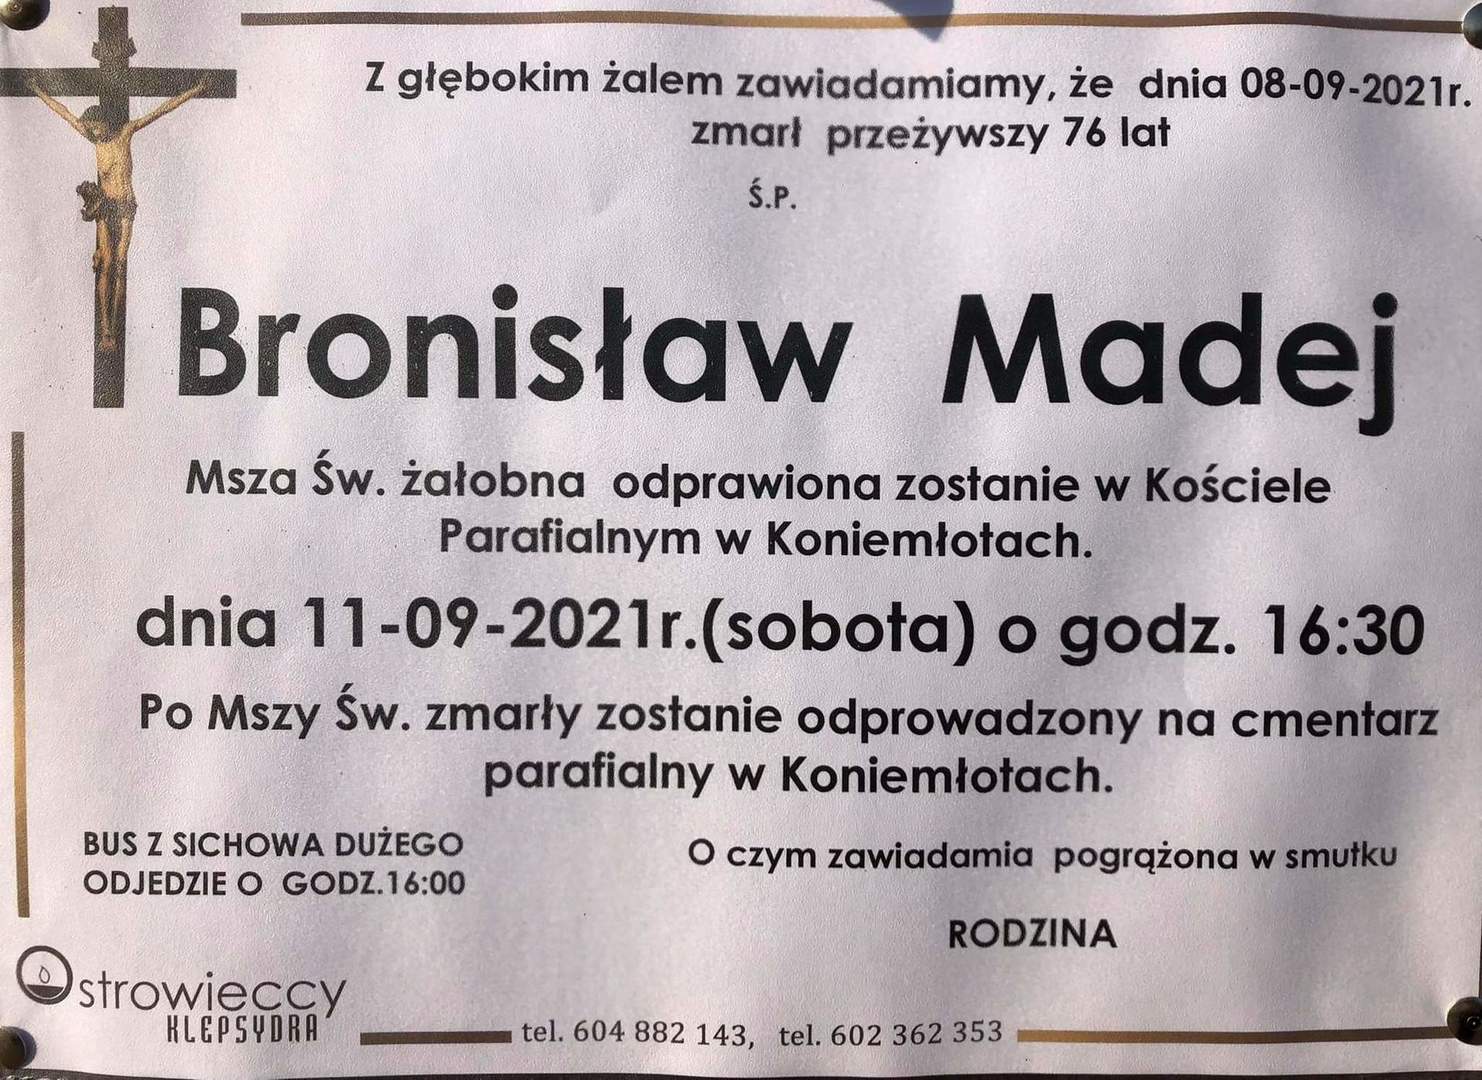 Z głębokim żalem zawiadamiamy, że dnia 08-09-2021r.
zmarł przeżywszy 76 lat
Ś.P.
Bronisław Madej
Msza Św. żałobna odprawiona zostanie w Kościele
Parafialnym w Koniemłotach.
dnia 11-09-2021r.(sobota) o godz. 16:30
Po Mszy Św. zmarły zostanie odprowadzony na cmentarz
parafialny w Koniemłotach.
BUS Z SICHOWA DUŻEGO
ODJEDZIE O GODZ.16:00
O czym zawiadamia pogrążona w smutku
RODZINA
Ostrowieccy
KLEPSYDRA
tel. 604 882 143, tel. 602 362 353